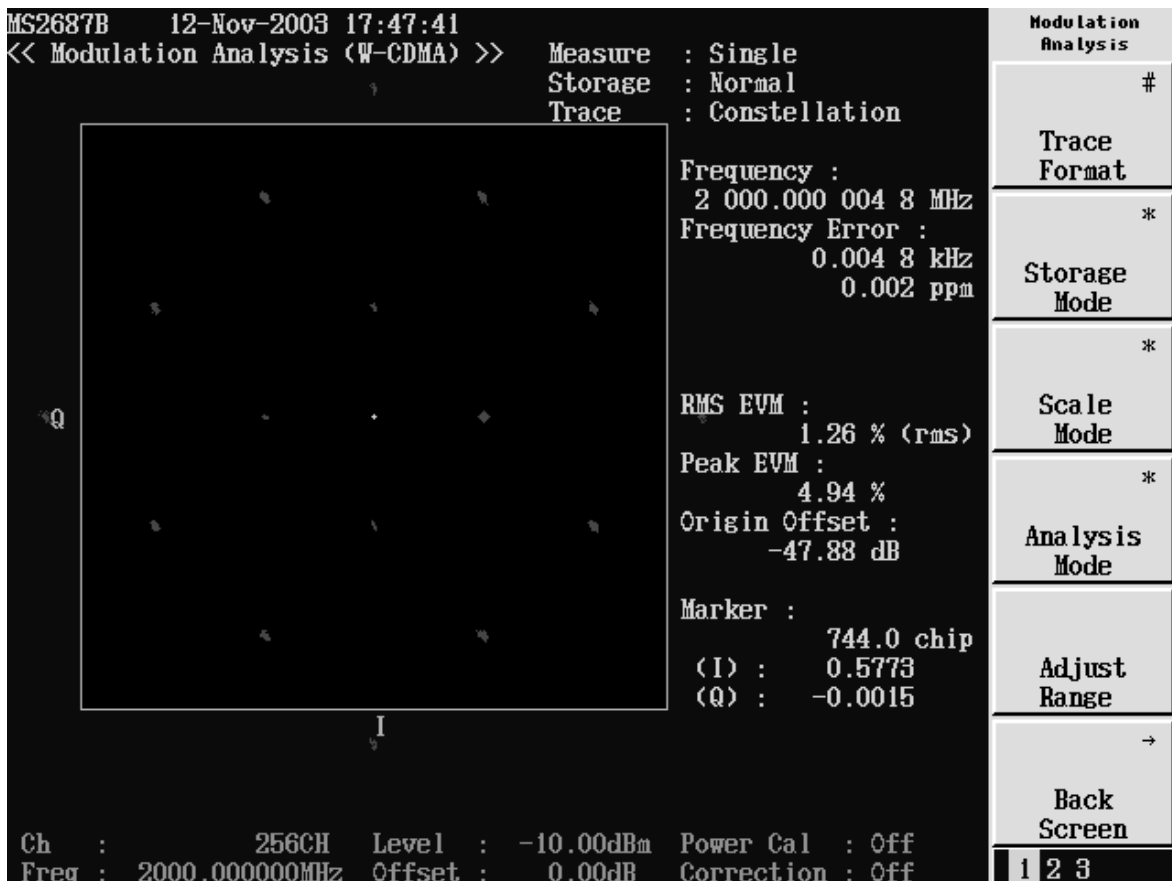 MS2687B 12-Nov-2003 17:47:41
<< Modulation Analysis (W-CDMA) >>
Measure : Single
Storage : Normal
Trace : Constellation
Frequency :
2 000.000 004 8 MHz
Frequency Error :
0.004 8 kHz
0.002 ppm
RMS EVM :
1.26 % (rms)
Peak EVM :
4.94 %
Origin Offset :
-47.88 dB
Marker :
744.0 chip
(I) : 0.5773
(Q) : -0.0015
Q
I
Ch : 256CH Level : -10.00dBm Power Cal : Off
Freq : 2000.000000MHz Offset : 0.00dB Correction : Off
Modulation
Analysis
#
Trace
Format
*
Storage
Mode
*
Scale
Mode
*
Analysis
Mode
Adjust
Range
→
Back
Screen
1 2 3